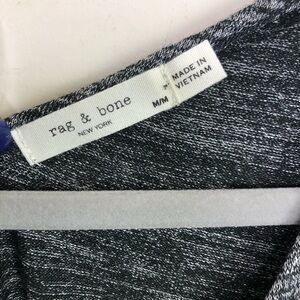 rag & bone
NEW YORK
M/M
MADE IN
VIETNAM